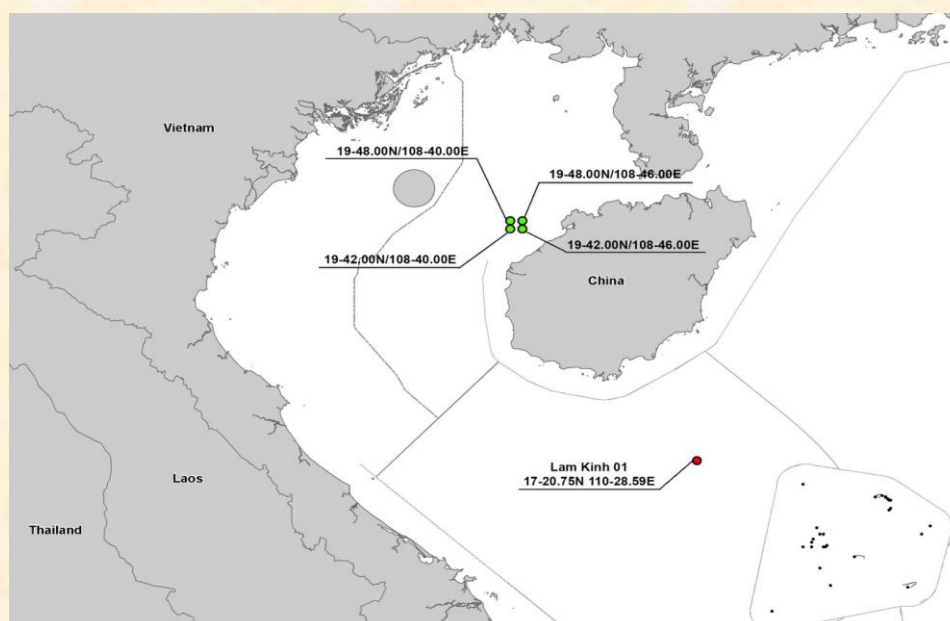 Vietnam
19-48.00N/108-40.00E
19-48.00N/108-46.00E
19-42.00N/108-40.00E
19-42.00N/108-46.00E
China
Lam Kinh 01
17-20.75N 110-28.59E
Laos
Thailand